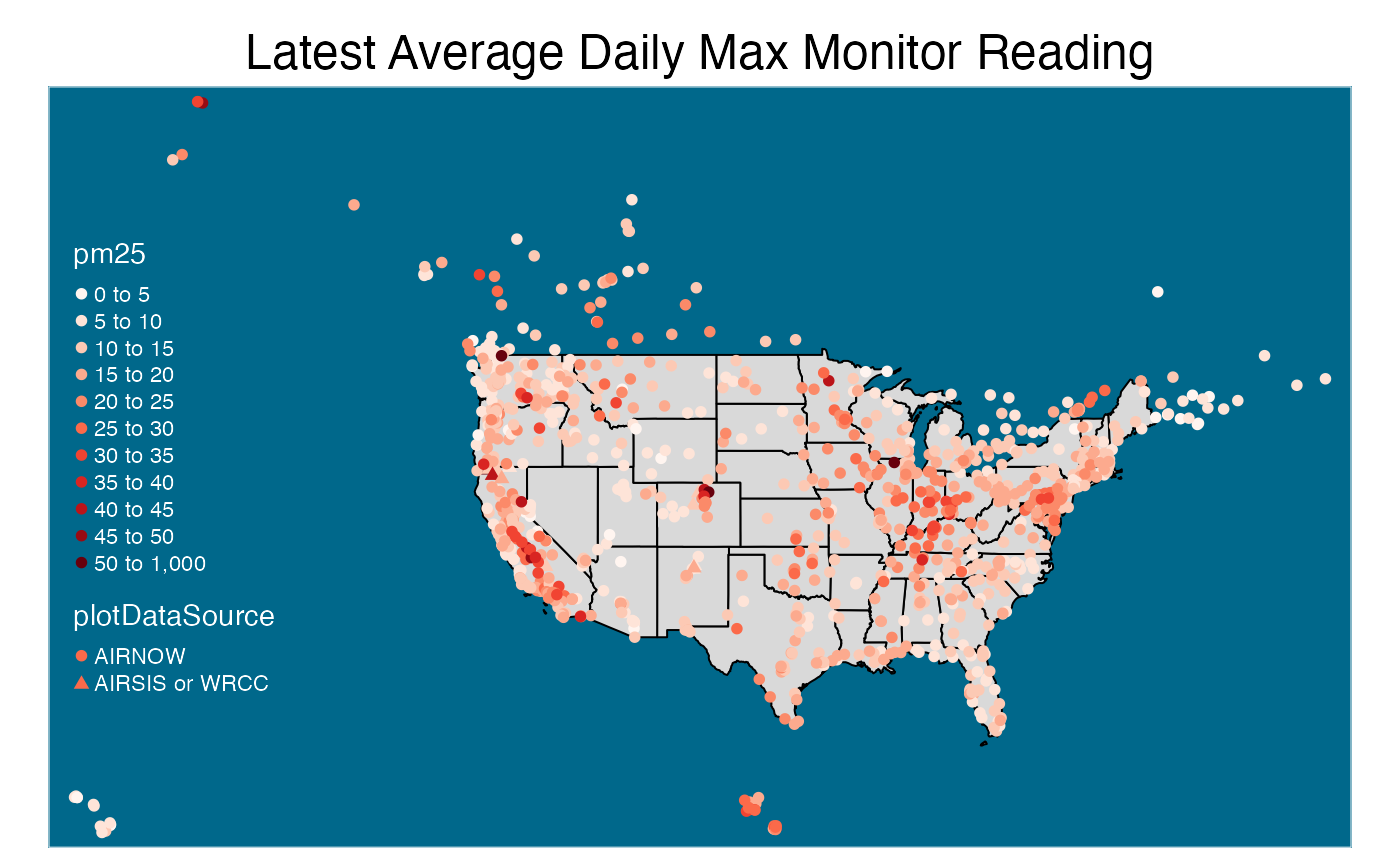 Latest Average Daily Max Monitor Reading
pm25
0 to 5
5 to 10
10 to 15
15 to 20
20 to 25
25 to 30
30 to 35
35 to 40
40 to 45
45 to 50
50 to 1,000
plotDataSource
AIRNOW
AIRSIS or WRCC